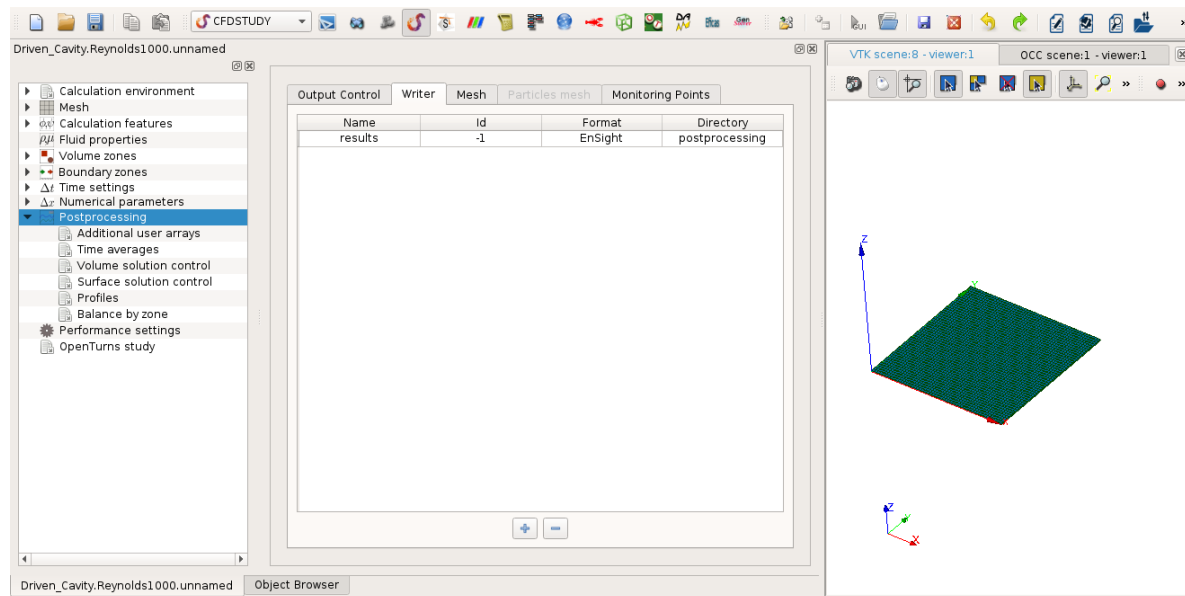 CFDSTUDY
Driven_Cavity.Reynolds1000.unnamed
Calculation environment
Mesh
Calculation features
Fluid properties
Volume zones
Boundary zones
Δt Time settings
Δx Numerical parameters
Postprocessing
Additional user arrays
Time averages
Volume solution control
Surface solution control
Profiles
Balance by zone
Performance settings
OpenTurns study
Output Control Writer Mesh Particles mesh Monitoring Points
Name Id Format Directory
results -1 EnSight postprocessing
Driven_Cavity.Reynolds1000.unnamed Object Browser
VTK scene:8 - viewer:1 OCC scene:1 - viewer:1
Z
Y
X
Z
Y
X